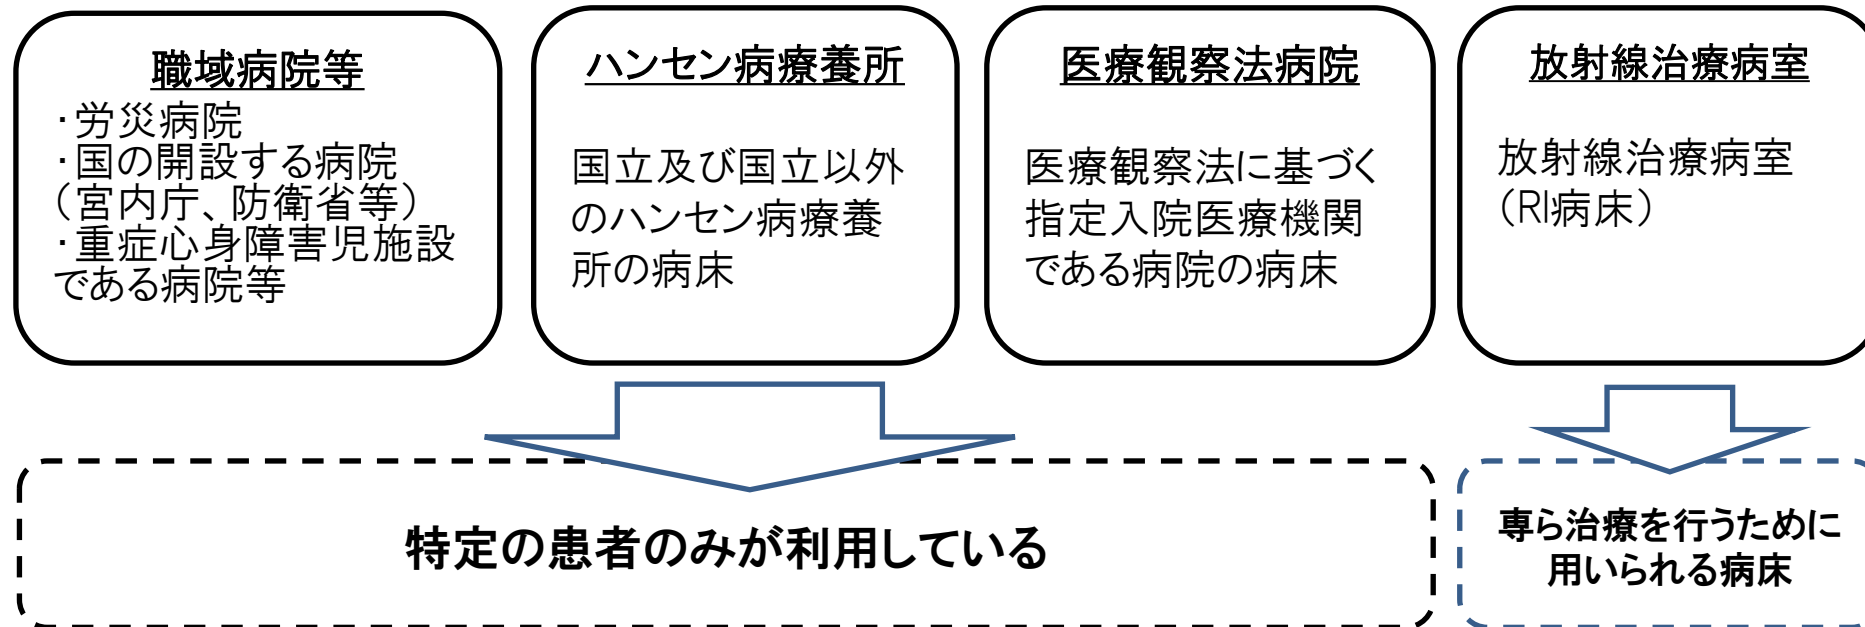 職域病院等
・労災病院
・国の開設する病院
（宮内庁、防衛省等）
・重症心身障害児施設
である病院等
ハンセン病療養所
国立及び国立以外
のハンセン病療養
所の病床
医療観察法病院
医療観察法に基づく
指定入院医療機関
である病院の病床
放射線治療病室
放射線治療病室
（RI病床）
特定の患者のみが利用している
専ら治療を行うために
用いられる病床